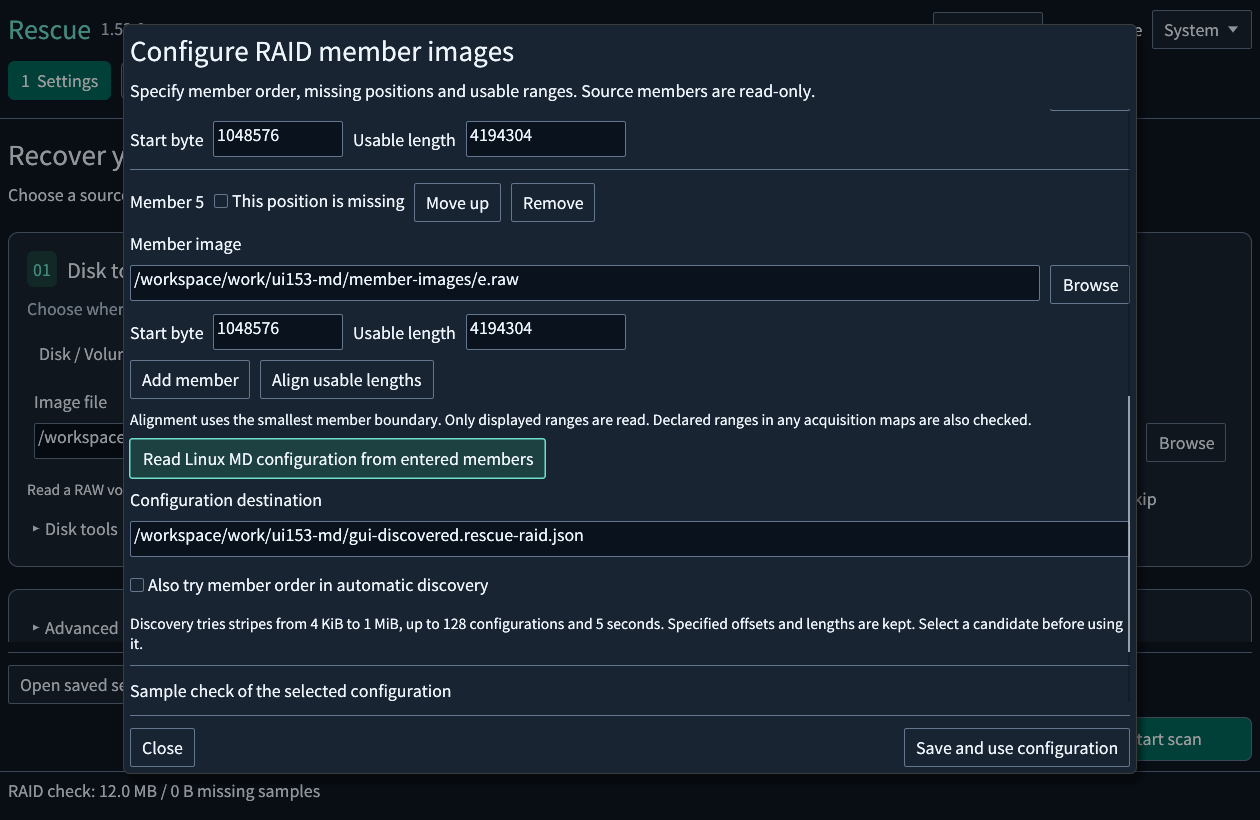 Rescue
System
1 Settings
Configure RAID member images
Specify member order, missing positions and usable ranges. Source members are read-only.
Start byte 1048576 Usable length 4194304
Recover y
Choose a sourc
Member 5 This position is missing Move up Remove
Member image
/workspace/work/ui153-md/member-images/e.raw Browse
01 Disk to
Choose wher
Start byte 1048576 Usable length 4194304
Disk / Volu
Add member Align usable lengths
Image file
Alignment uses the smallest member boundary. Only displayed ranges are read. Declared ranges in any acquisition maps are also checked.
/workspace Browse
Read Linux MD configuration from entered members
Read a RAW vo
Configuration destination
kip
Disk tools
/workspace/work/ui153-md/gui-discovered.rescue-raid.json
Also try member order in automatic discovery
Discovery tries stripes from 4 KiB to 1 MiB, up to 128 configurations and 5 seconds. Specified offsets and lengths are kept. Select a candidate before using
it.
Advanced
Open saved se
Sample check of the selected configuration
Close Save and use configuration
tart scan
RAID check: 12.0 MB / 0 B missing samples